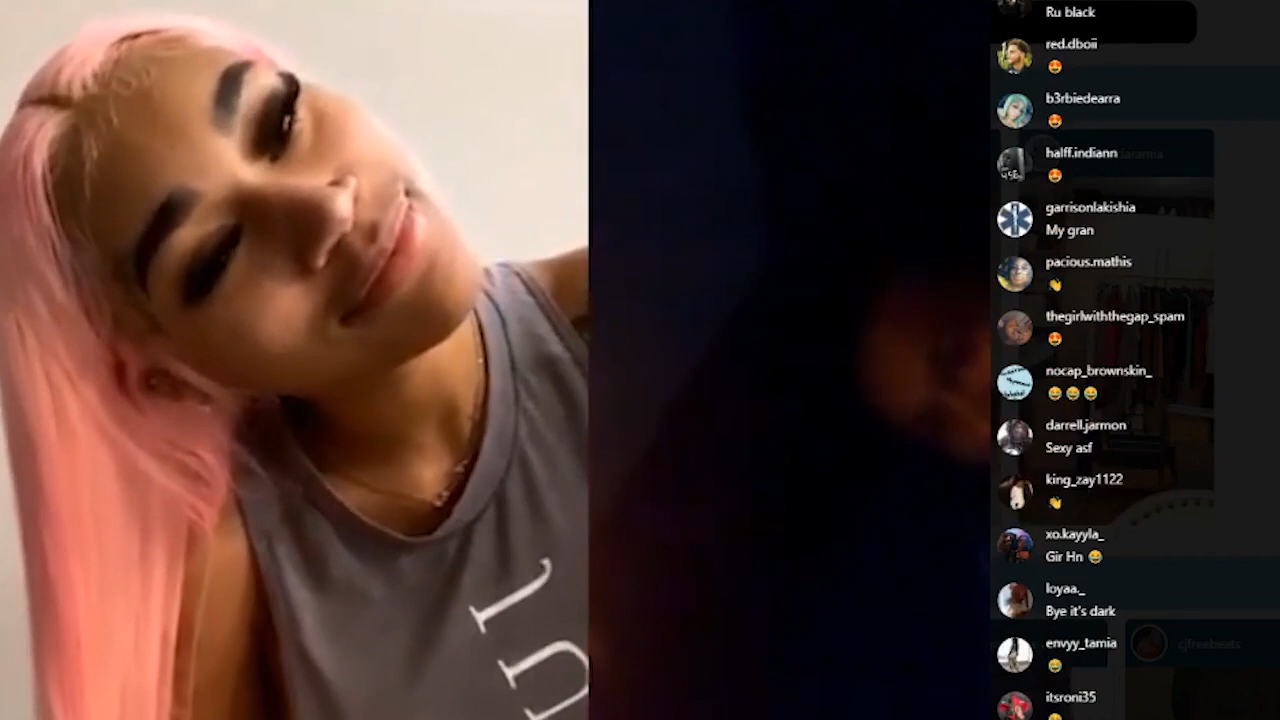 Ru black
red.dboii
😍
b3rbiedearra
😍
halff.indiann
😍
garrisonlakishia
My gran
pacious.mathis
👏
thegirlwiththegap_spam
😍
nocap_brownskin_
😂😂😂
darrell.jarmon
Sexy asf
king_zay1122
👏
xo.kayyla_
Gir Hn 😂
loyaa._
Bye it's dark
envyy_tamia
😂
cjfreebeats
itsroni35